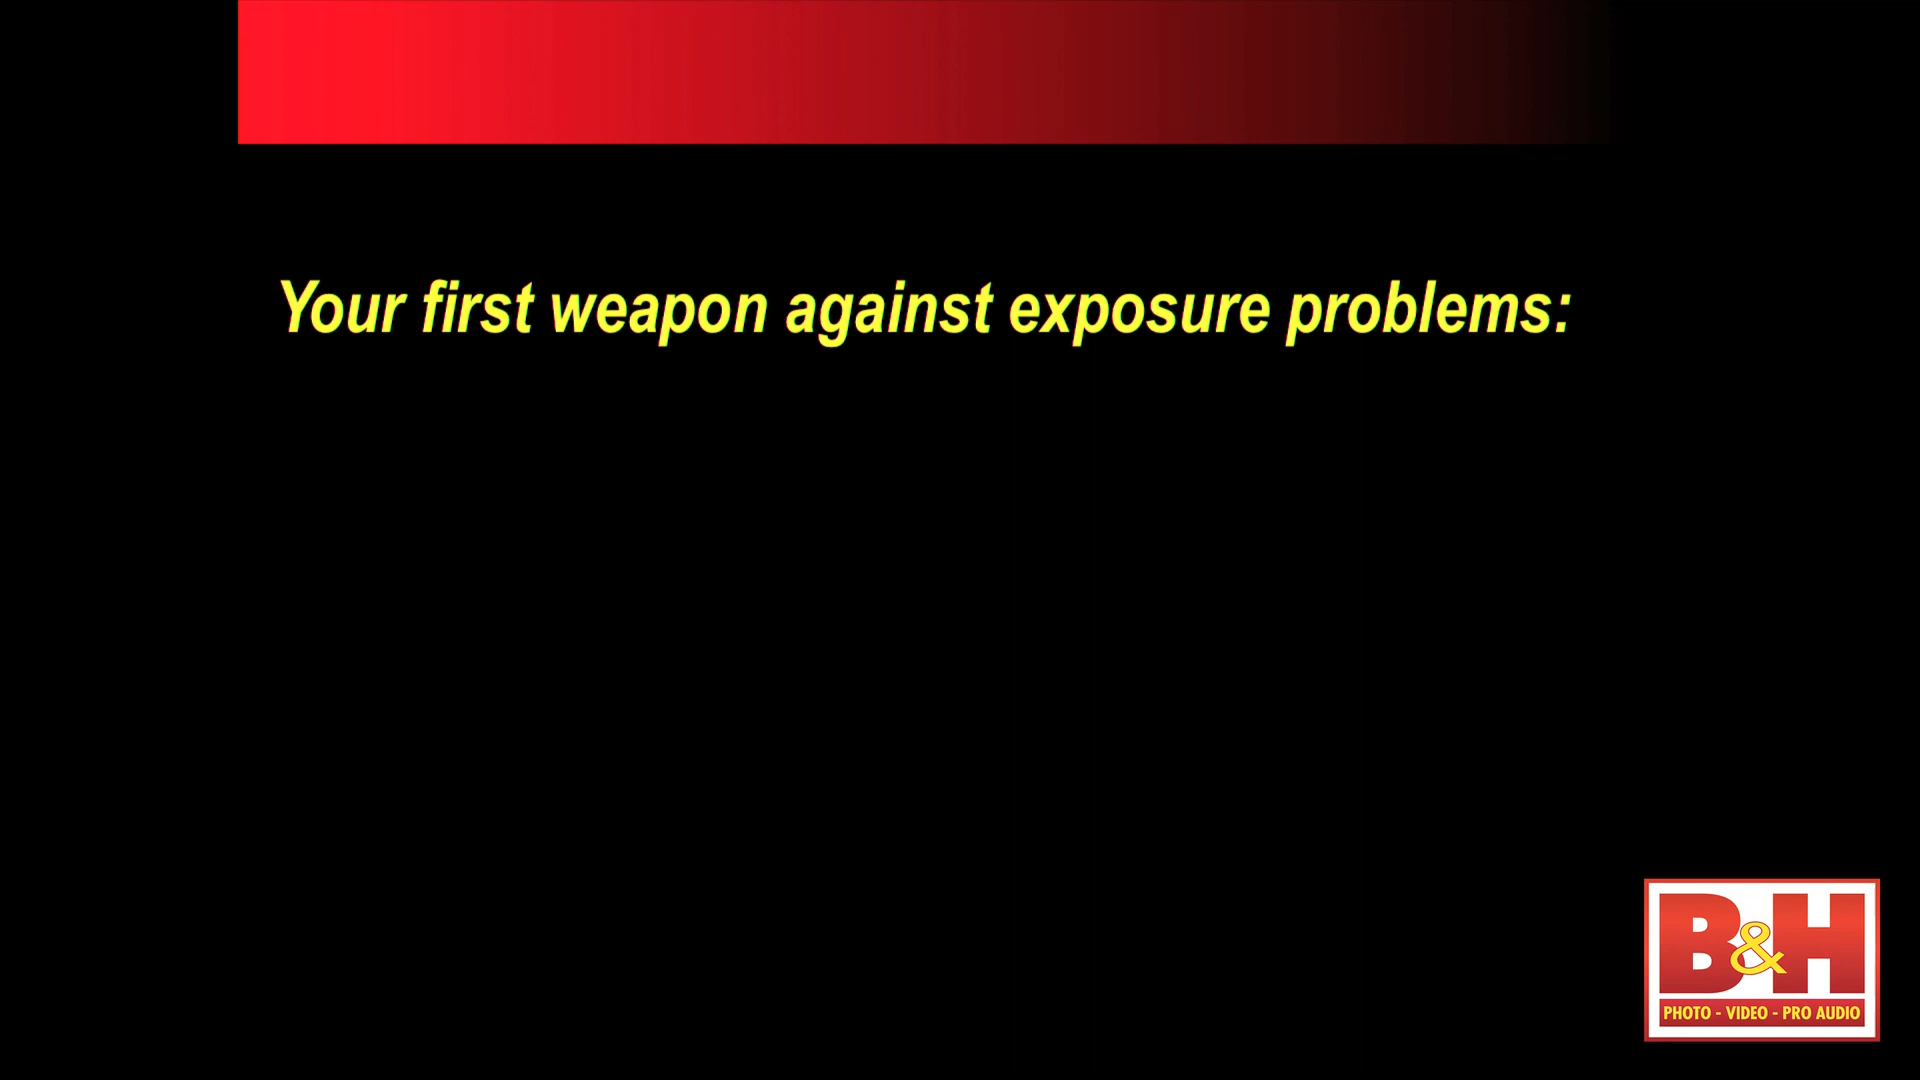 Your first weapon against exposure problems:
B&H
PHOTO - VIDEO - PRO AUDIO